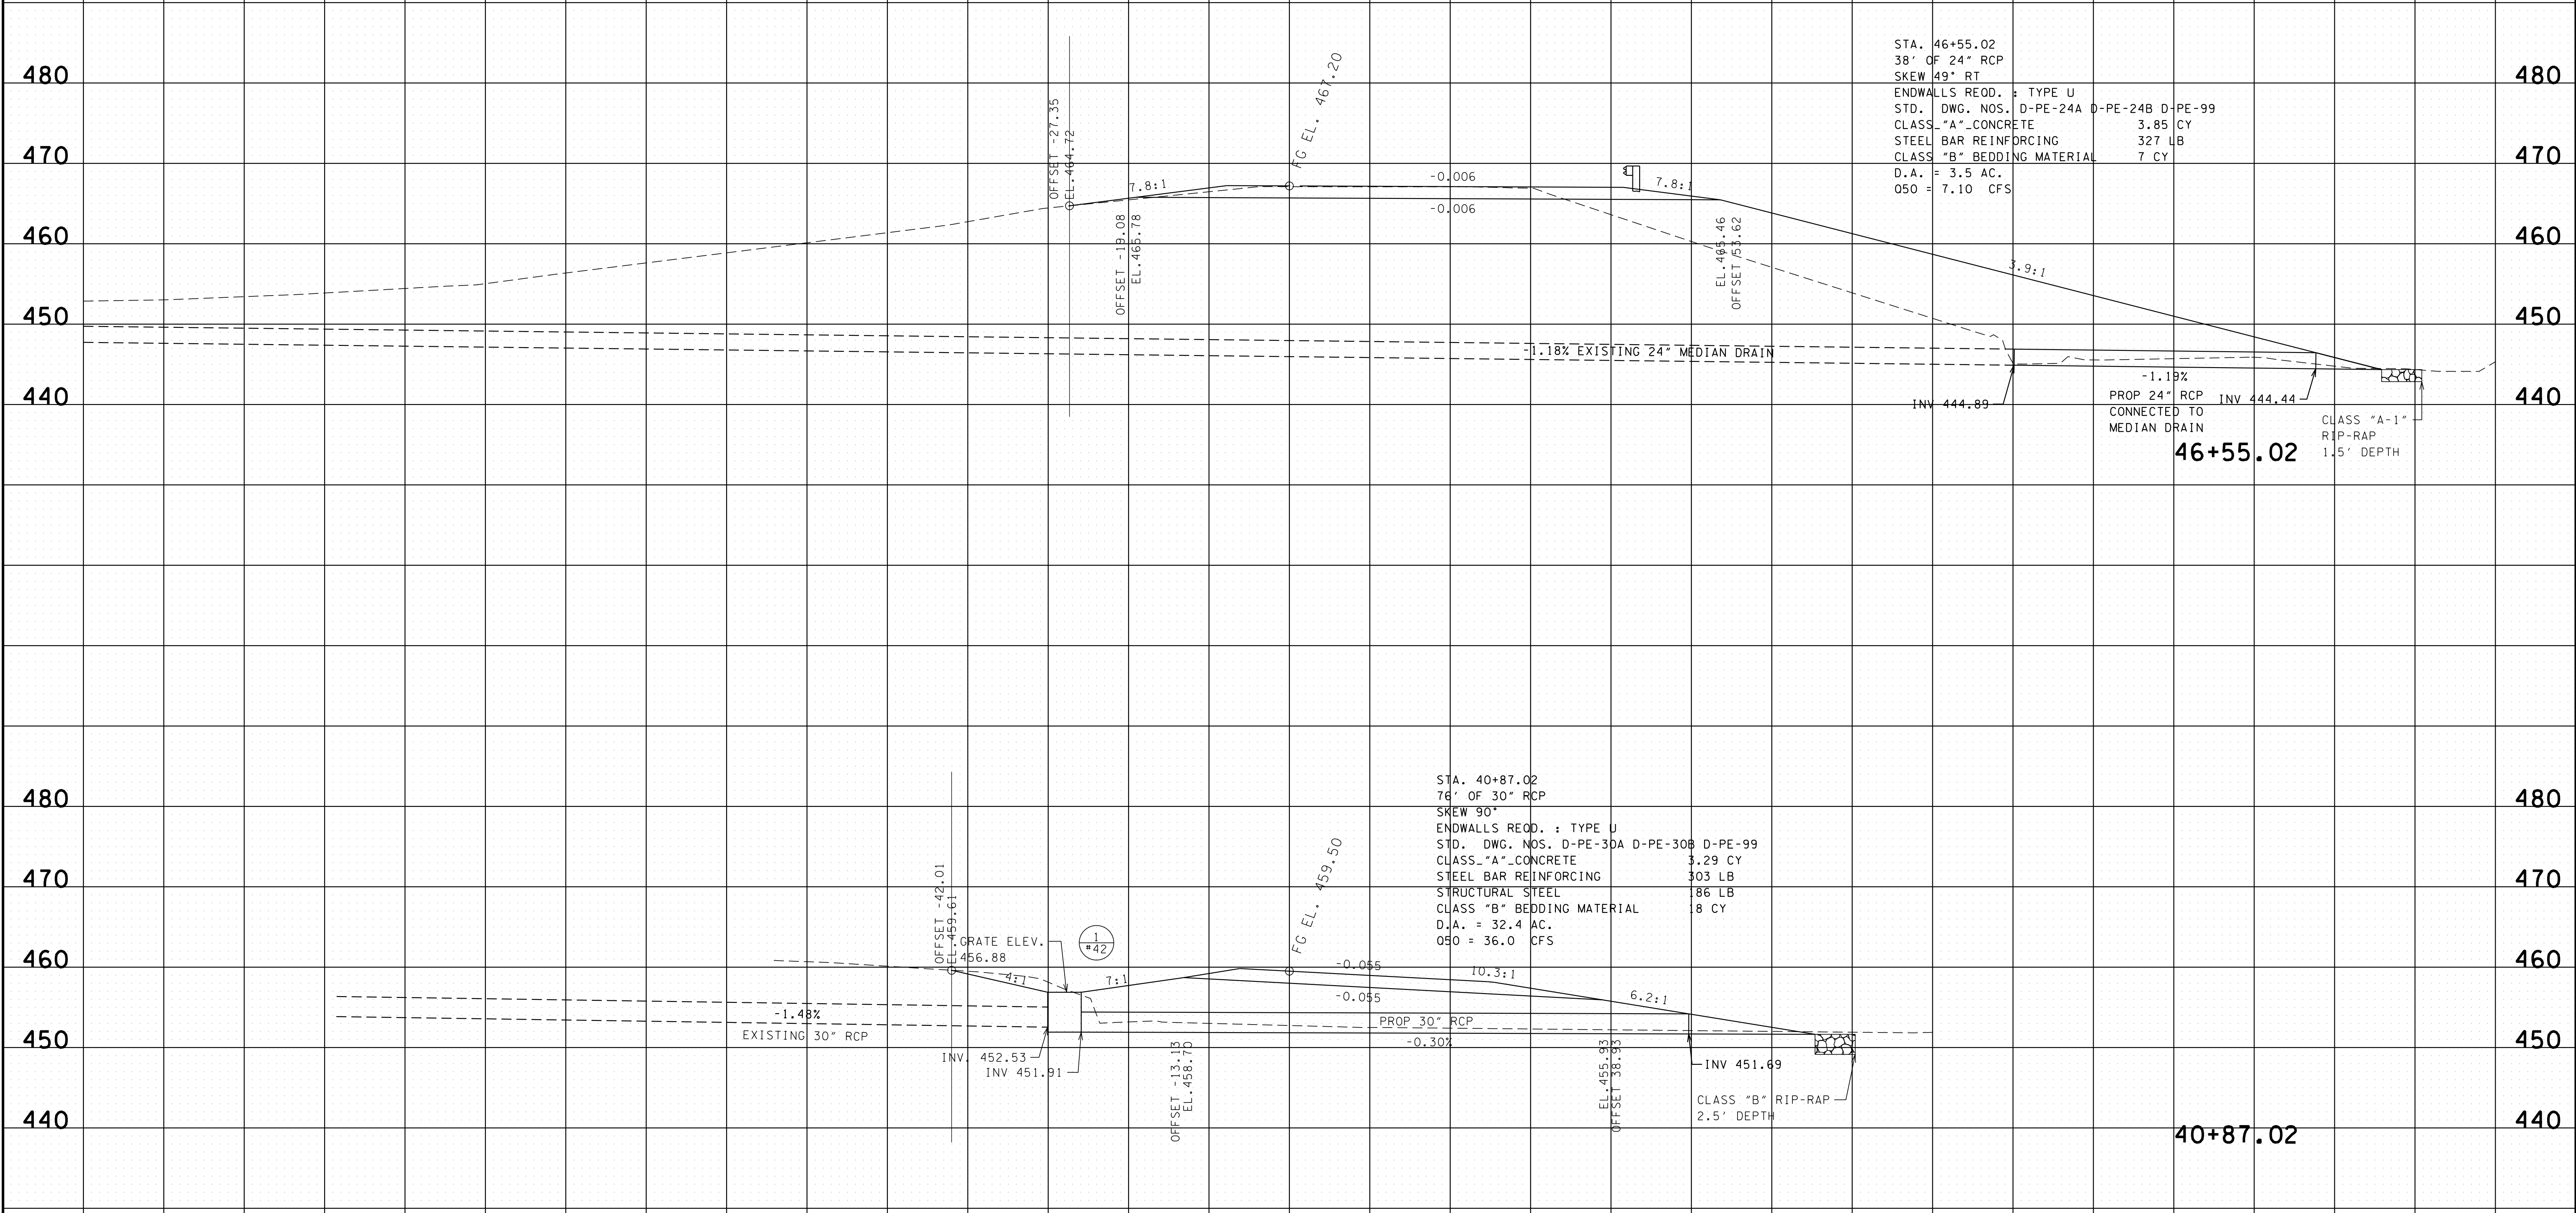 STA. 46+55.02
38' OF 24" RCP
SKEW 49° RT
ENDWALLS REQD. : TYPE U
STD. DWG. NOS. D-PE-24A D-PE-24B D-PE-99
CLASS_"A"_CONCRETE 3.85 CY
STEEL BAR REINFORCING 327 LB
CLASS "B" BEDDING MATERIAL 7 CY
D.A. = 3.5 AC.
Q50 = 7.10 CFS
480 480
470 470
460 460
450 450
440 440
OFFSET -27.35
EL.464.72
FG EL. 467.20
7.8:1
-0.006
7.8:1
-0.006
OFFSET -19.08
EL.465.78
EL.465.46
OFFSET 53.62
3.9:1
-1.18% EXISTING 24" MEDIAN DRAIN
-1.19%
INV 444.89
PROP 24" RCP
CONNECTED TO
MEDIAN DRAIN
INV 444.44
CLASS "A-1"
RIP-RAP
1.5' DEPTH
46+55.02
STA. 40+87.02
76' OF 30" RCP
SKEW 90°
ENDWALLS REQD. : TYPE U
STD. DWG. NOS. D-PE-30A D-PE-30B D-PE-99
CLASS_"A"_CONCRETE 3.29 CY
STEEL BAR REINFORCING 303 LB
STRUCTURAL STEEL 186 LB
CLASS "B" BEDDING MATERIAL 18 CY
D.A. = 32.4 AC.
Q50 = 36.0 CFS
480 480
470 470
460 460
450 450
440 440
OFFSET -42.01
EL.459.61
GRATE ELEV.
456.88
1
#42
FG EL. 459.50
4:1
7:1
-0.055
10.3:1
-0.055
6.2:1
-1.48%
EXISTING 30" RCP
PROP 30" RCP
-0.30%
INV. 452.53
INV 451.91
OFFSET -13.13
EL.458.70
EL.455.93
OFFSET 38.93
INV 451.69
CLASS "B" RIP-RAP
2.5' DEPTH
40+87.02